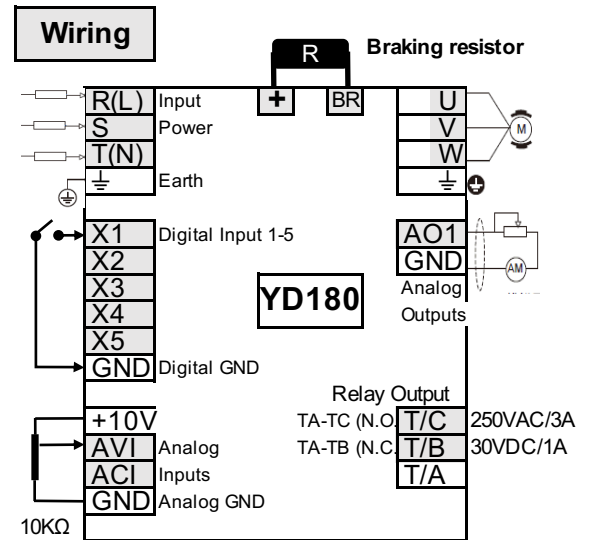 Wiring
R
Braking resistor
R(L) Input + BR U
S Power V M
T(N) W
Earth
X1 Digital Input 1-5 AO1
X2 GND AM
X3 Analog
YD180
X4 Outputs
X5
GND Digital GND
Relay Output
+10V TA-TC (N.O. T/C 250VAC/3A
AVI Analog TA-TB (N.C. T/B 30VDC/1A
ACI Inputs T/A
GND Analog GND
10KΩ